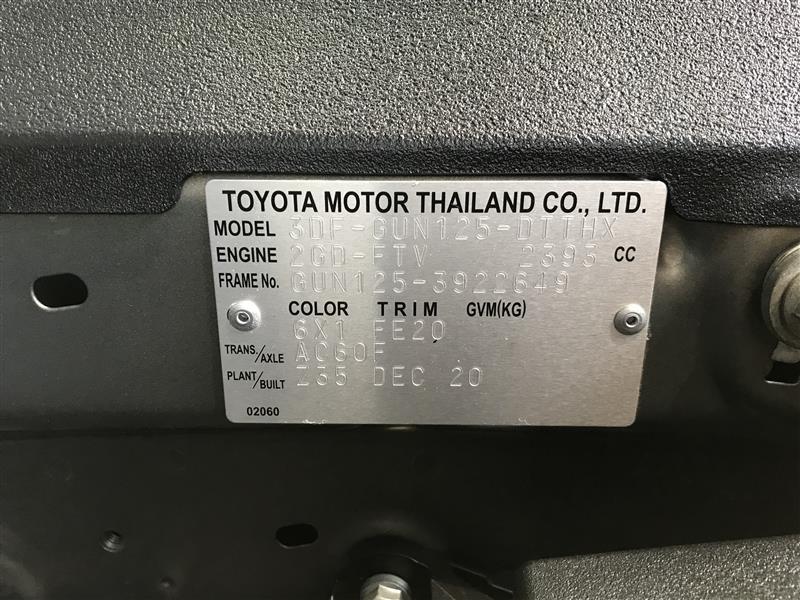 TOYOTA MOTOR THAILAND CO., LTD.
MODEL 3DF-GUN125-DTTHX
ENGINE 2GD-FTV 2393 CC
FRAME No. GUN125-3922649
COLOR TRIM GVM(KG)
6X1 FE20
TRANS/AXLE AC60F
PLANT/BUILT Z35 DEC 20
02060